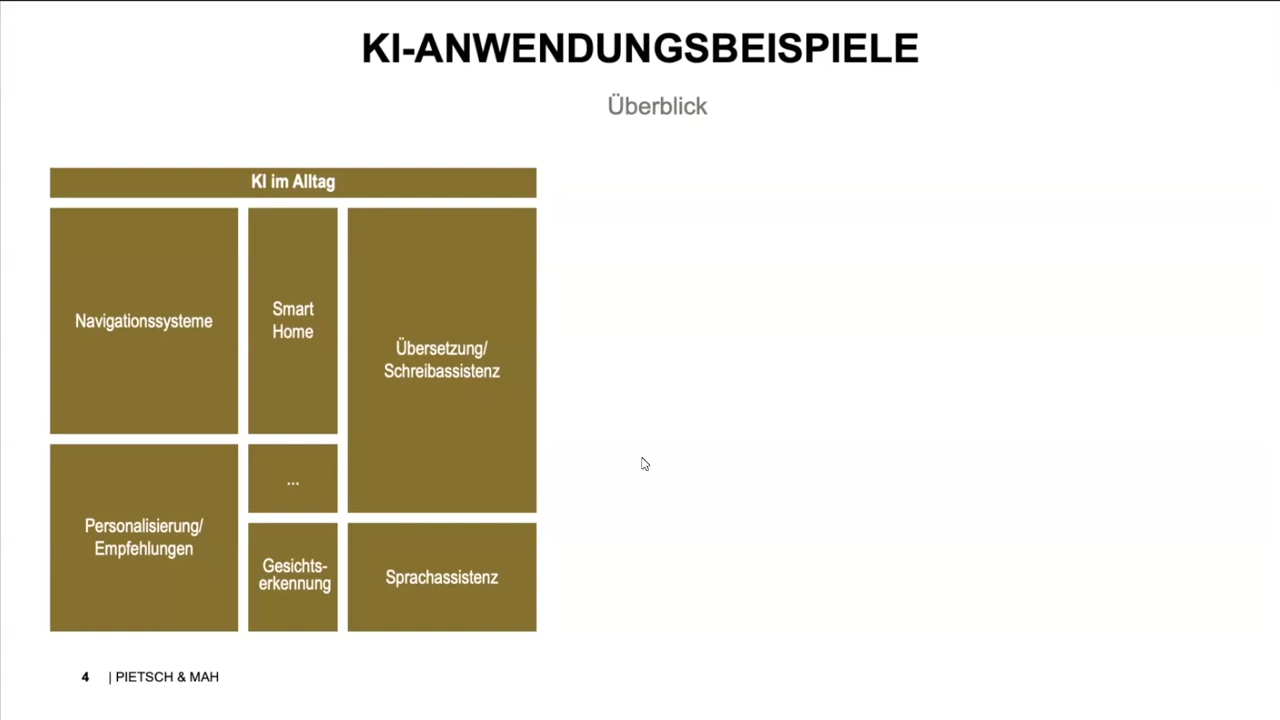 KI-ANWENDUNGSBEISPIELE
Überblick
KI im Alltag
Navigationssysteme
Smart
Home
Übersetzung/
Schreibassistenz
Personalisierung/
Empfehlungen
...
Gesichts-
erkennung
Sprachassistenz
4 | PIETSCH & MAH